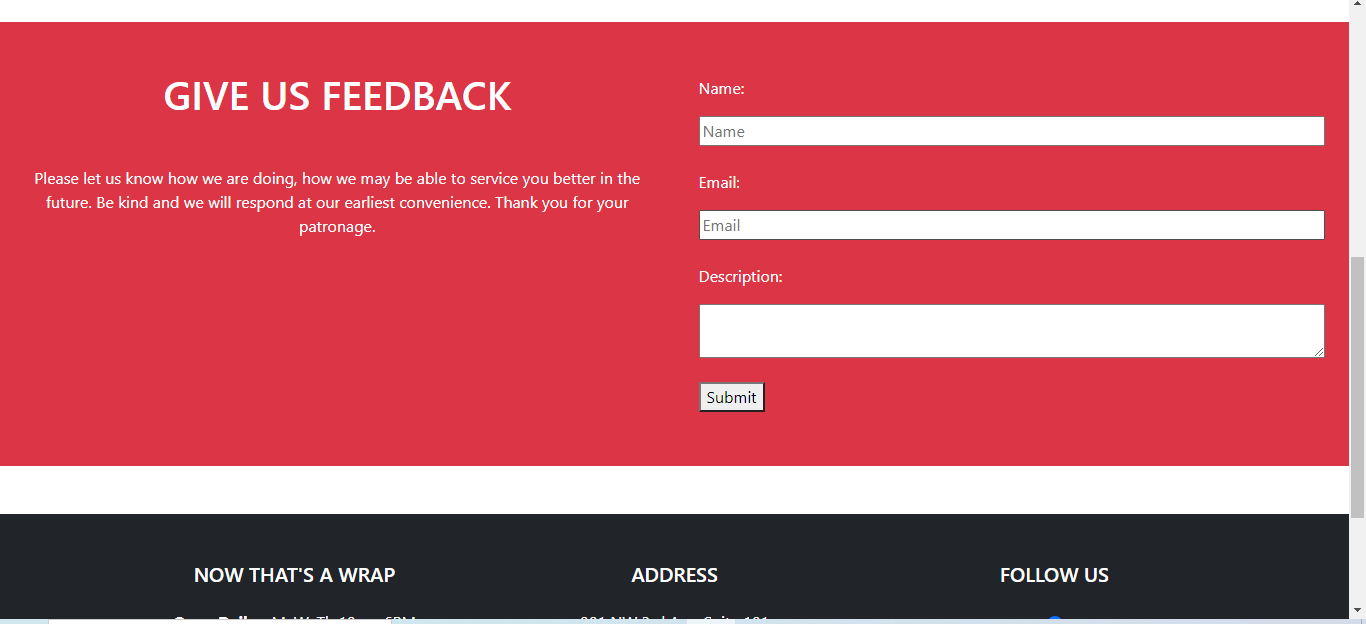 GIVE US FEEDBACK
Please let us know how we are doing, how we may be able to service you better in the
future. Be kind and we will respond at our earliest convenience. Thank you for your
patronage.
Name:
Name
Email:
Email
Description:
Submit
NOW THAT'S A WRAP
ADDRESS
FOLLOW US